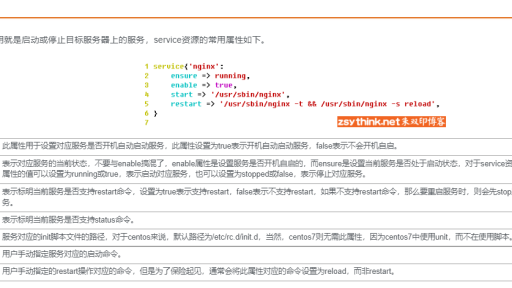 明就是启动或停止目标服务器上的服务，service资源的常用属性如下。
1 service{'nginx':
2 ensure => running,
3 enable => true,
4 start => '/usr/sbin/nginx',
5 restart => '/usr/sbin/nginx -t && /usr/sbin/nginx -s reload',
6 }
7
zsythink.net朱双印博客
此属性用于设置对应服务是否开机自动启动服务，此属性设置为true表示开机自动启动服务，false表示不会开机启自。
表示对应服务的当前状态，不要与enable搞混了，enable属性是设置服务是否开机自启的，而ensure是设置当前服务是否处于启动状态，对于service资
属性的值可以设置为running或true，表示启动对应服务，也可以设置为stopped或false，表示停止对应服务。
表示标明当前服务是否支持restart命令，设置为true表示支持restart，false表示不支持restart，如果不支持restart命令，那么要重启服务时，则会先stop
务。
表示标明当前服务是否支持status命令。
服务对应的init脚本文件的路径，对于centos来说，默认路径为/etc/rc.d/init.d，当然，centos7则无需此属性，因为centos7中使用unit，而不在使用脚本。
用户手动指定服务对应的启动命令。
用户手动指定的restart操作对应的命令，但是为了保险起见，通常会将此属性对应的命令设置为reload，而非restart。